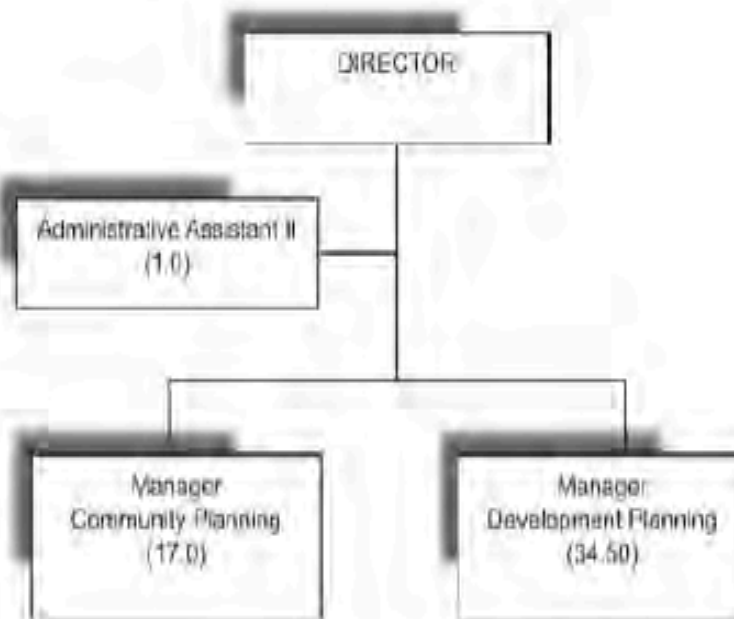 DIRECTOR
Administrative Assistant II
(1.0)
Manager
Community Planning
(17.0)
Manager
Development Planning
(34.50)